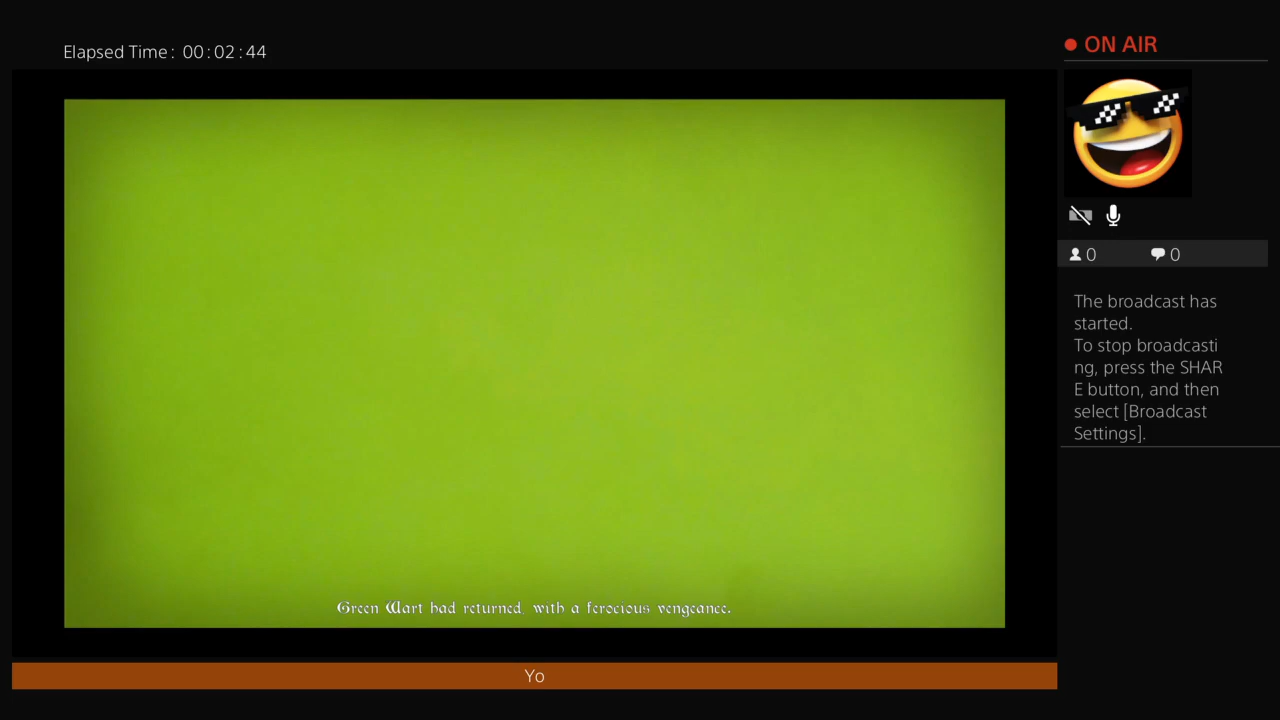 Elapsed Time: 00:02:44
ON AIR
0 0
The broadcast has
started.
To stop broadcasti
ng, press the SHAR
E button, and then
select [Broadcast
Settings].
Green Wart had returned, with a ferocious vengeance.
Yo